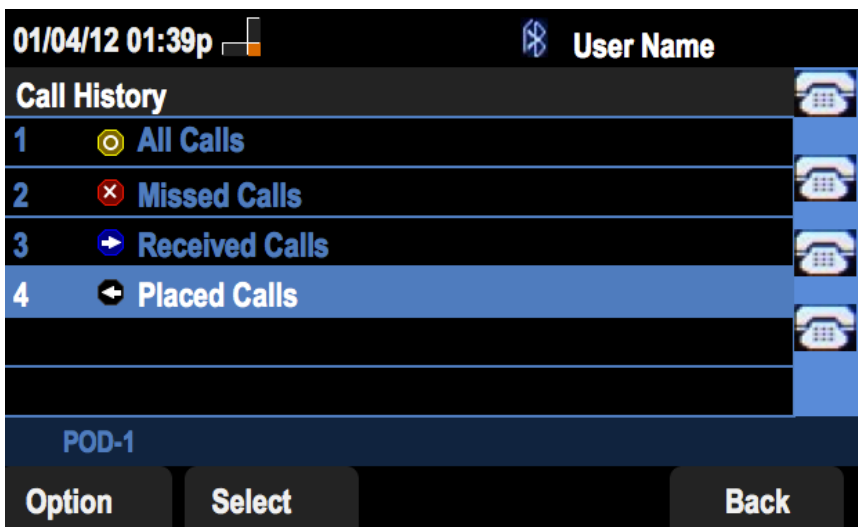 01/04/12 01:39p User Name
Call History
1 All Calls
2 Missed Calls
3 Received Calls
4 Placed Calls
POD-1
Option Select Back